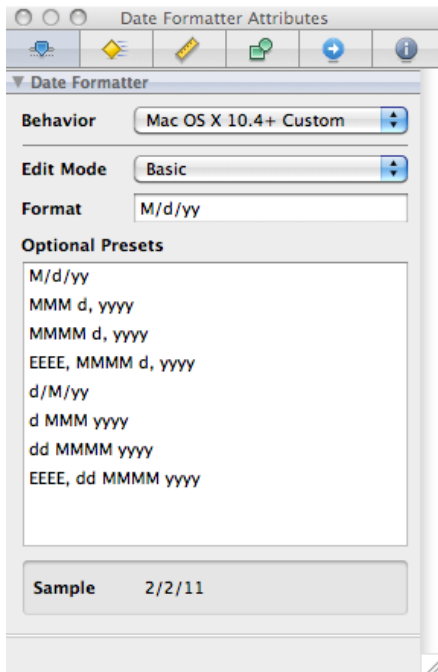 Date Formatter Attributes
Date Formatter
Behavior Mac OS X 10.4+ Custom
Edit Mode Basic
Format M/d/yy
Optional Presets
M/d/yy
MMM d, yyyy
MMMM d, yyyy
EEEE, MMMM d, yyyy
d/M/yy
d MMM yyyy
dd MMMM yyyy
EEEE, dd MMMM yyyy
Sample 2/2/11